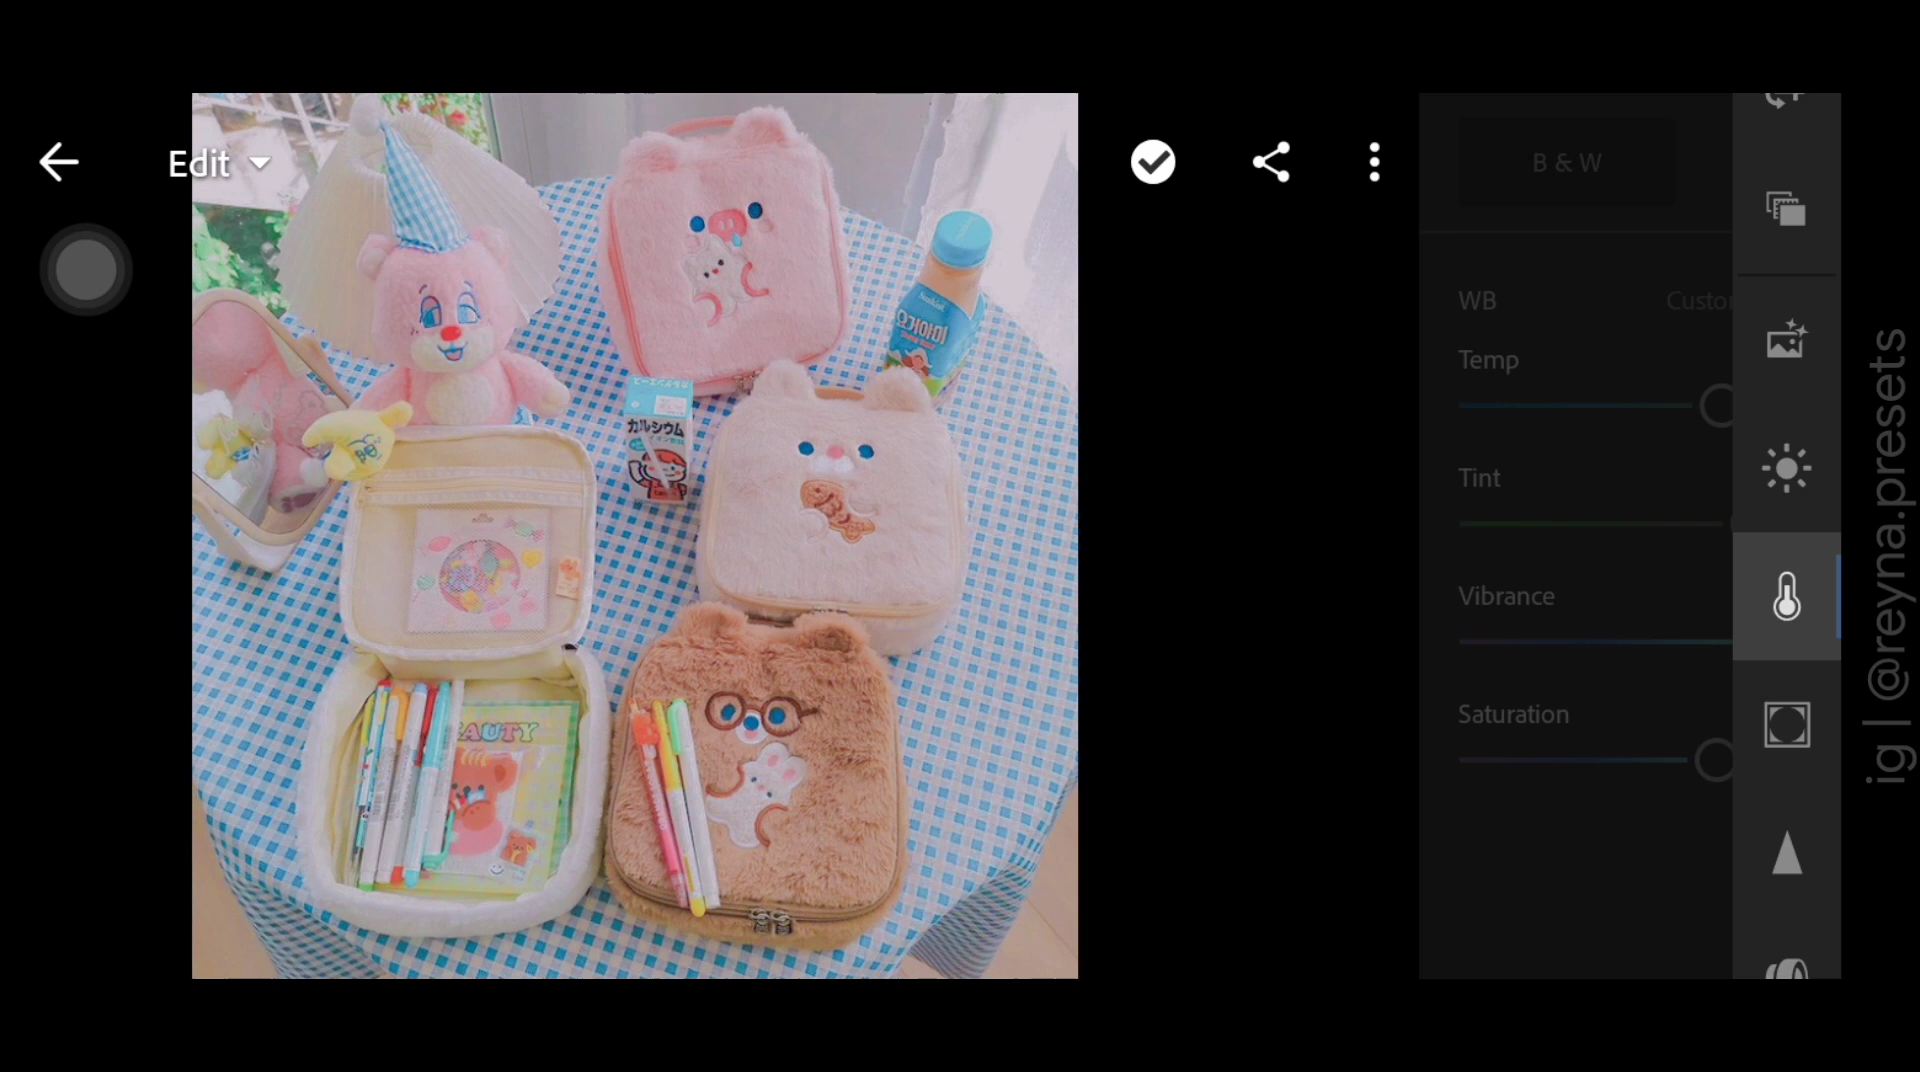 Edit
B & W
WB
Custo
Temp
Tint
Vibrance
Saturation
カルシウム
BEAUTY
ig | @reyna.presets